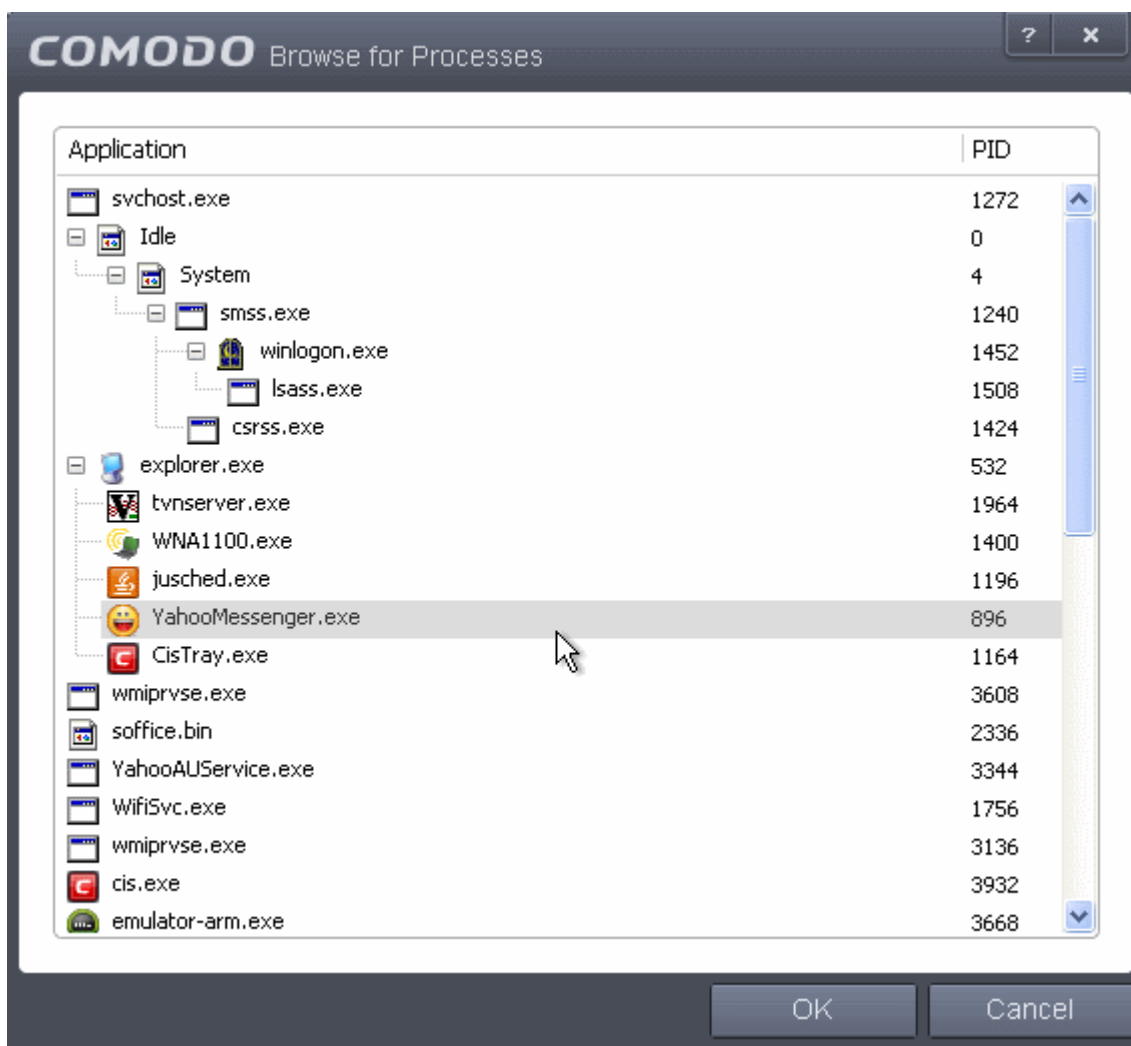 COMODO Browse for Processes ? x
Application PID
svchost.exe 1272
Idle 0
System 4
smss.exe 1240
winlogon.exe 1452
lsass.exe 1508
csrss.exe 1424
explorer.exe 532
tvnserver.exe 1964
WNA1100.exe 1400
jusched.exe 1196
YahooMessenger.exe 896
CisTray.exe 1164
wmiprvse.exe 3608
soffice.bin 2336
YahooAUService.exe 3344
WifiSvc.exe 1756
wmiprvse.exe 3136
cis.exe 3932
emulator-arm.exe 3668
OK Cancel